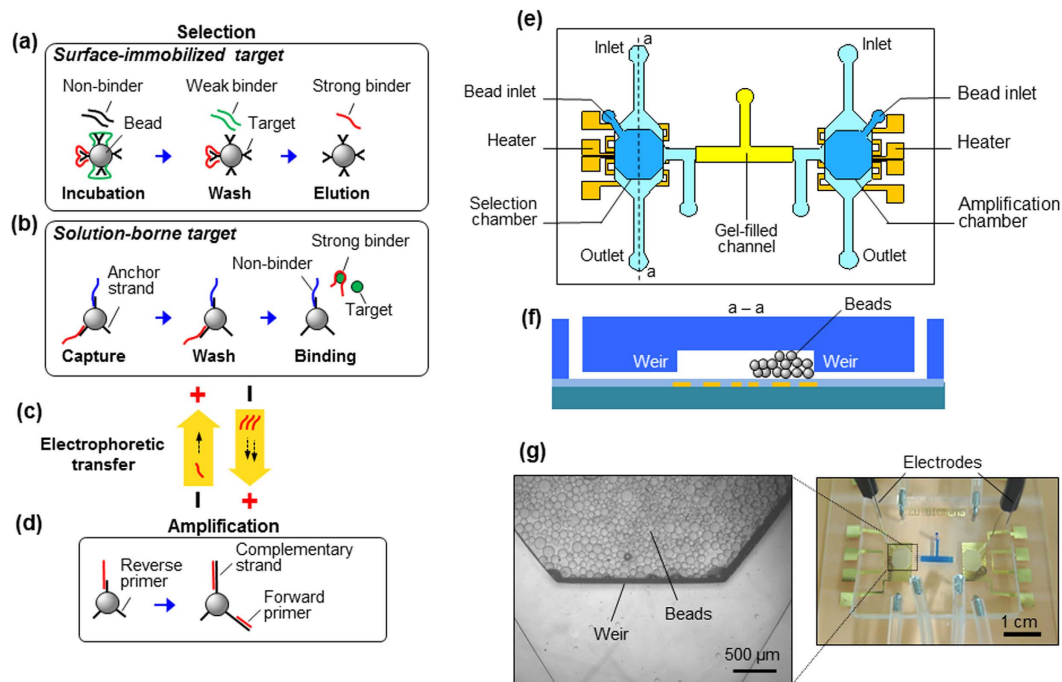 Selection
(a)
Surface-immobilized target
Non-binder
Weak binder
Strong binder
Bead
Target
Incubation
Wash
Elution
(b)
Solution-borne target
Strong binder
Non-binder
Anchor
strand
Target
Capture
Wash
Binding
+
I
(c)
Electrophoretic
transfer
I
+
(d)
Amplification
Reverse
primer
Complementary
strand
Forward
primer
(e)
a
Inlet
Inlet
Bead inlet
Bead inlet
Heater
Heater
Selection
chamber
Gel-filled
channel
Amplification
chamber
Outlet
Outlet
a
(f)
a – a
Beads
Weir
Weir
(g)
Electrodes
Beads
Weir
500 µm
1 cm